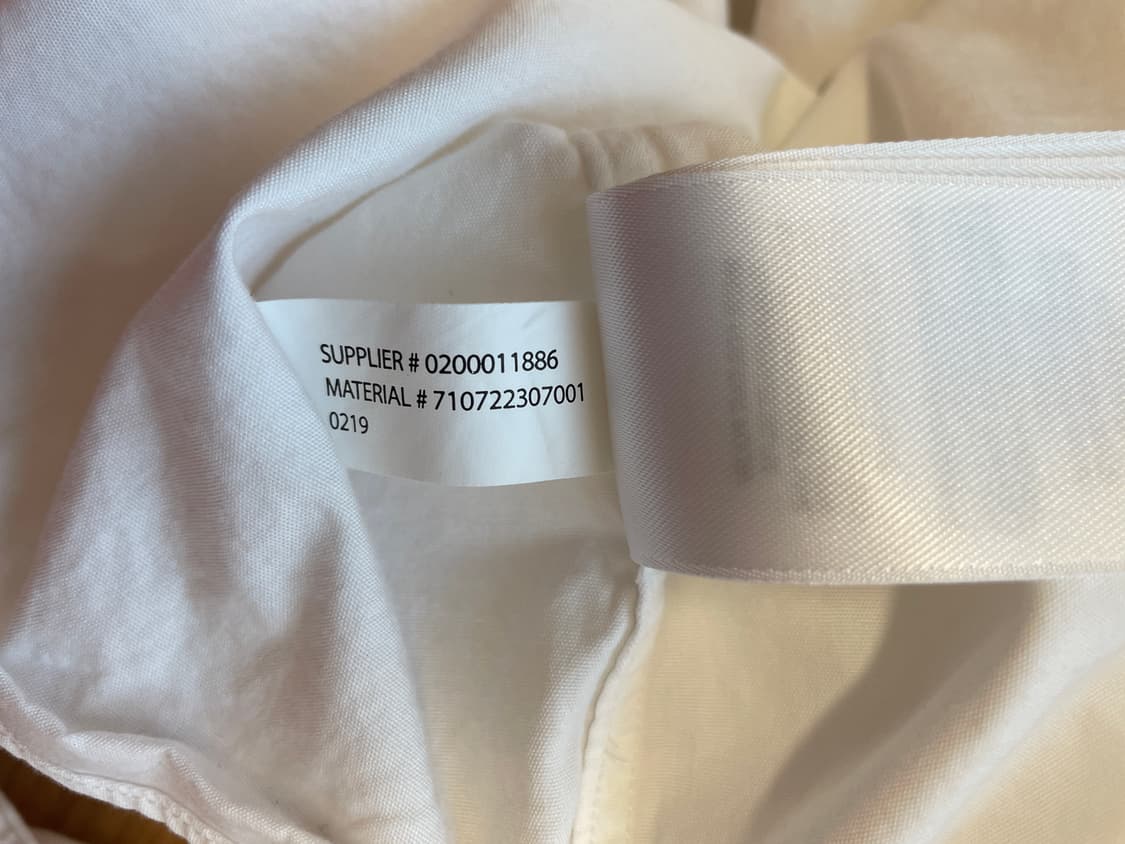 SUPPLIER # 0200011886
MATERIAL # 710722307001
0219